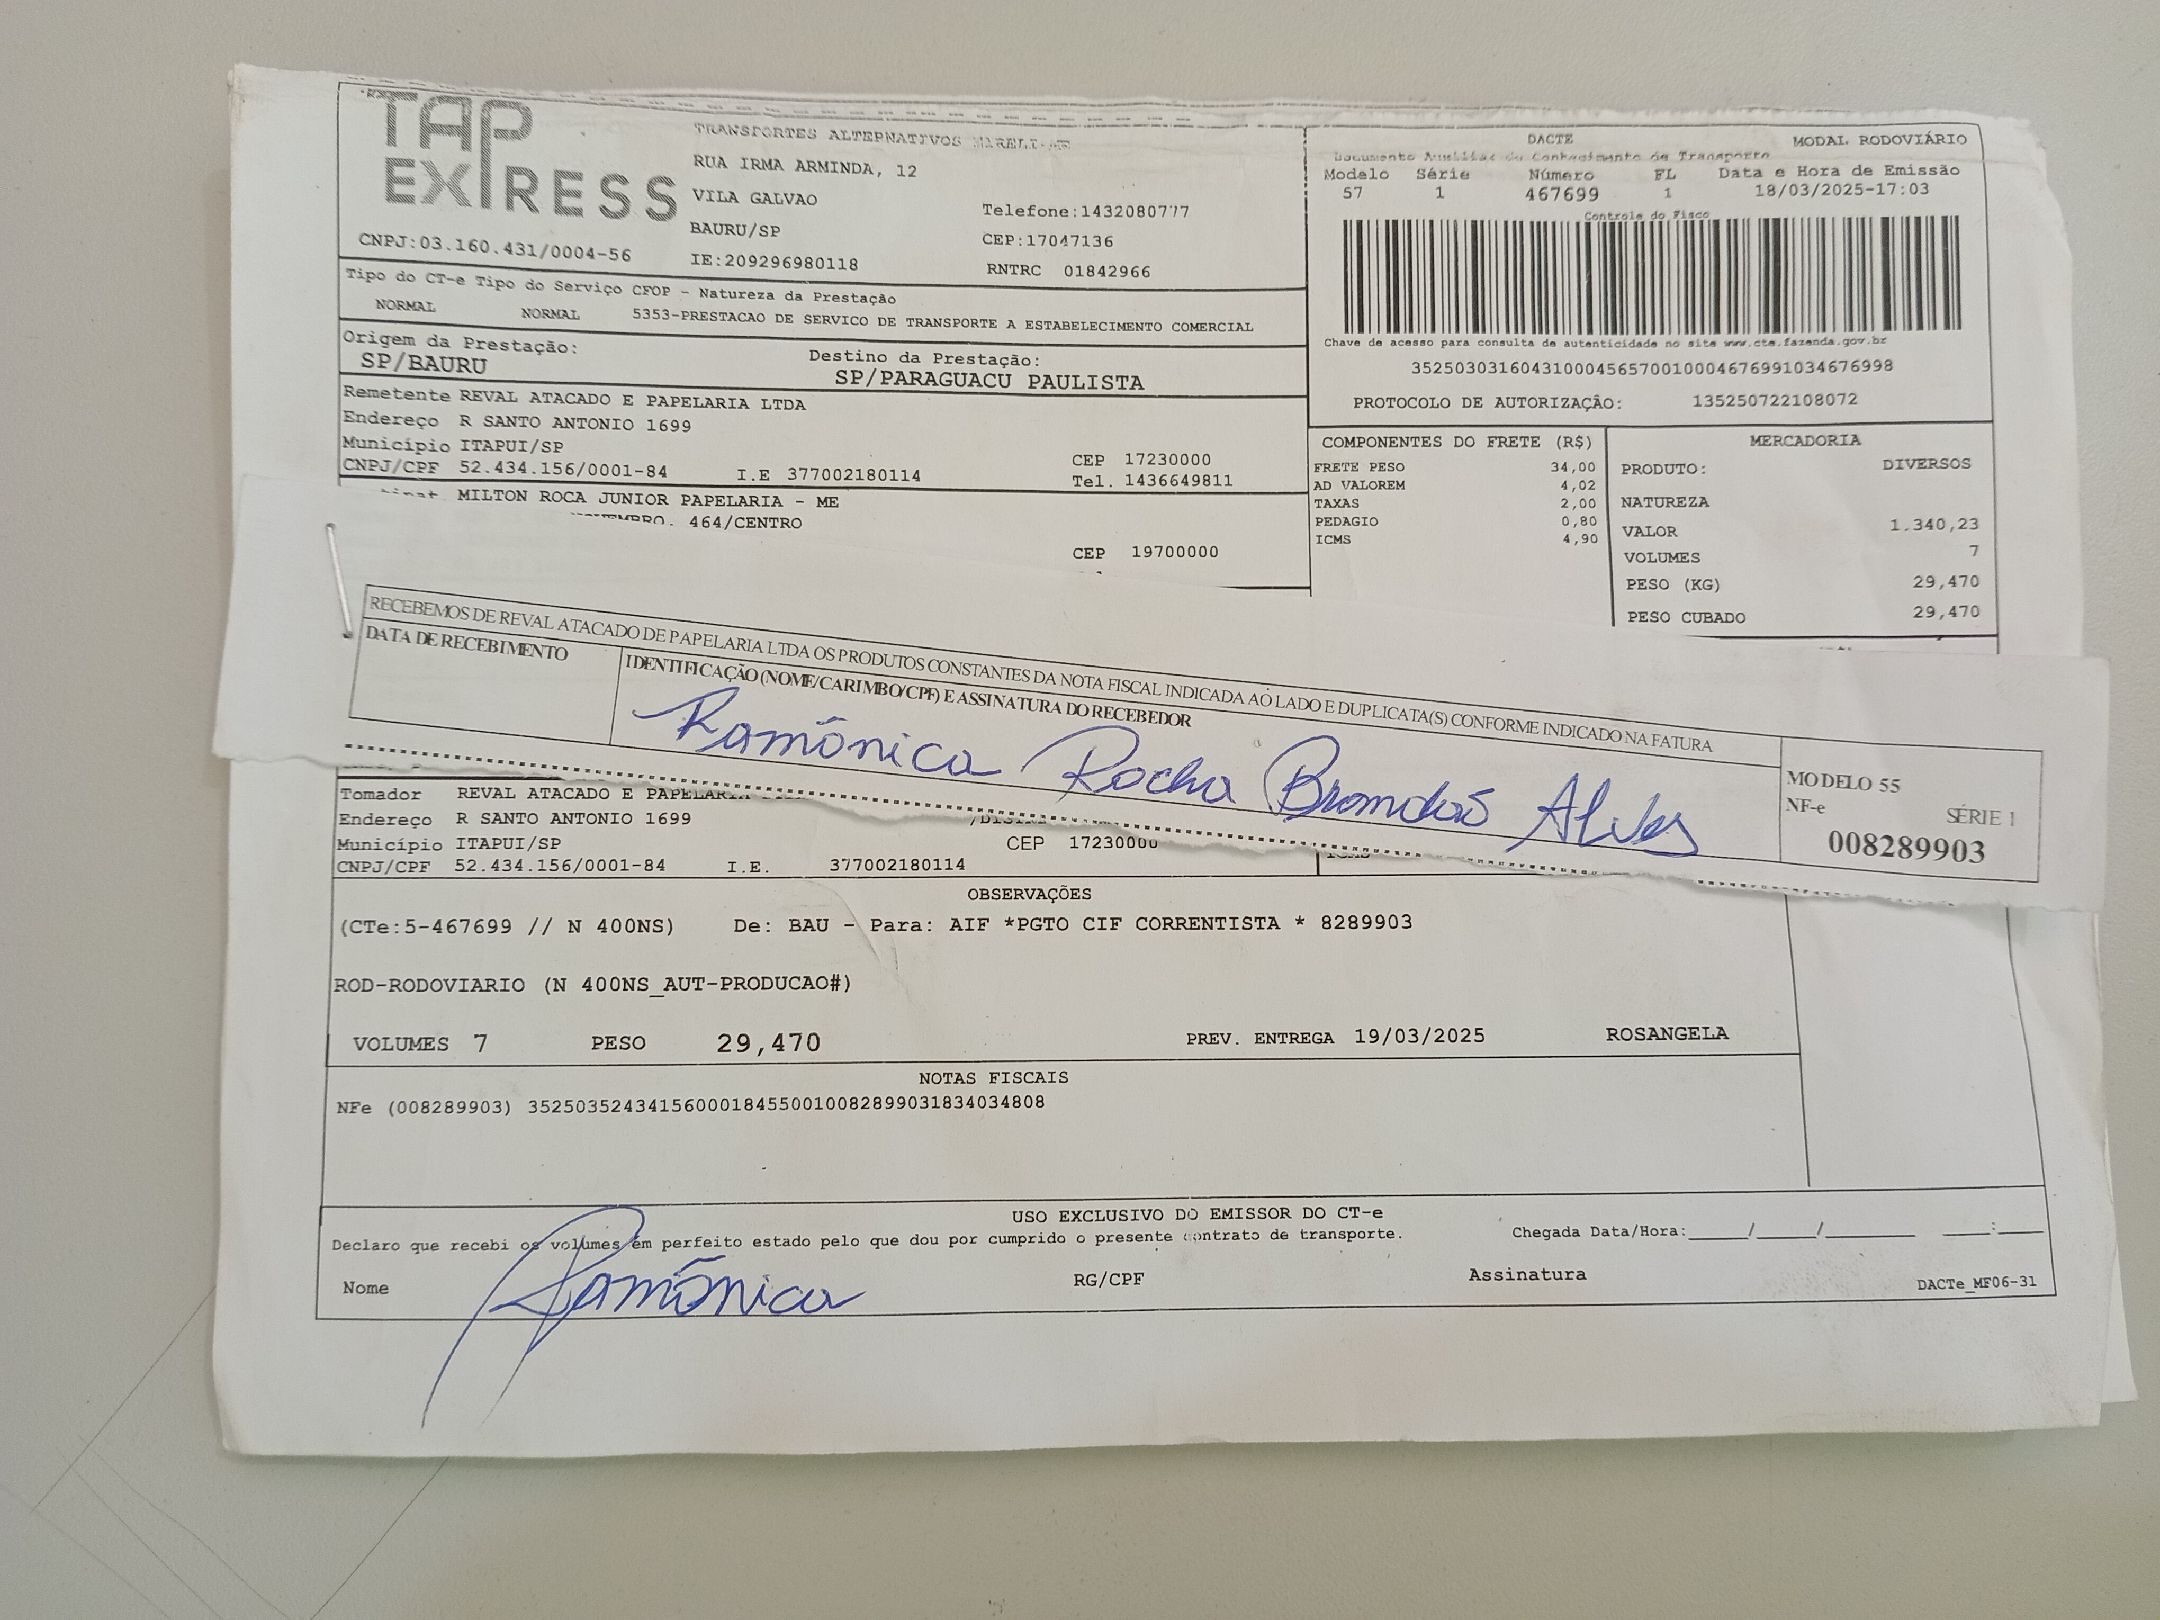 TAP
EXPRESS
TRANSPORTES ALTERNATIVOS
RUA IRMA ARMINDA, 12
VILA GALVAO
BAURU/SP
IE:209296980118
Telefone:1432080777
CEP:17047136
RNTRC 01842966
CNPJ:03.160.431/0004-56
DACTE MODAL RODOVIÁRIO
Documento Auxiliar do Conhecimento de Transporte
Modelo Série Número FL Data e Hora de Emissão
57 1 467699 1 18/03/2025-17:03
Controle do Fisco
Chave de acesso para consulta de autenticidade no site www.cte.fazenda.gov.br
35250303160431000456570010004676991034676998
PROTOCOLO DE AUTORIZAÇÃO: 135250722108072
Tipo do CT-e Tipo do Serviço CFOP - Natureza da Prestação
NORMAL NORMAL 5353-PRESTACAO DE SERVICO DE TRANSPORTE A ESTABELECIMENTO COMERCIAL
Origem da Prestação: Destino da Prestação:
SP/BAURU SP/PARAGUACU PAULISTA
Remetente REVAL ATACADO E PAPELARIA LTDA
Endereço R SANTO ANTONIO 1699
Município ITAPUI/SP CEP 17230000
CNPJ/CPF 52.434.156/0001-84 I.E 377002180114 Tel. 1436649811
MILTON ROCA JUNIOR PAPELARIA - ME
464/CENTRO
CEP 19700000
COMPONENTES DO FRETE (R$)
FRETE PESO 34,00
AD VALOREM 4,02
TAXAS 2,00
PEDAGIO 0,80
ICMS 4,90
MERCADORIA
PRODUTO: DIVERSOS
NATUREZA
VALOR 1.340,23
VOLUMES 7
PESO (KG) 29,470
PESO CUBADO 29,470
RECEBEMOS DE REVAL ATACADO DE PAPELARIA LTDA OS PRODUTOS CONSTANTES DA NOTA FISCAL INDICADA AO LADO E DUPLICATA(S) CONFORME INDICADO NA FATURA
DATA DE RECEBIMENTO
IDENTIFICAÇÃO (NOME/CARIMBO/CPF) E ASSINATURA DO RECEBEDOR
Ramônica Rocha Brandão Alves
MODELO 55
NF-e SÉRIE 1
008289903
Tomador REVAL ATACADO E PAPELARIA
Endereço R SANTO ANTONIO 1699
Município ITAPUI/SP CEP 17230000
CNPJ/CPF 52.434.156/0001-84 I.E. 377002180114
OBSERVAÇÕES
(CTe:5-467699 // N 400NS) De: BAU - Para: AIF *PGTO CIF CORRENTISTA * 8289903
ROD-RODOVIARIO (N 400NS_AUT-PRODUCAO#)
VOLUMES 7 PESO 29,470 PREV. ENTREGA 19/03/2025 ROSANGELA
NOTAS FISCAIS
NFe (008289903) 35250352434156000184550010082899031834034808
USO EXCLUSIVO DO EMISSOR DO CT-e
Declaro que recebi os volumes em perfeito estado pelo que dou por cumprido o presente contrato de transporte. Chegada Data/Hora:____/____/______ ___:___
Nome Ramônica RG/CPF Assinatura
DACTe_MF06-31